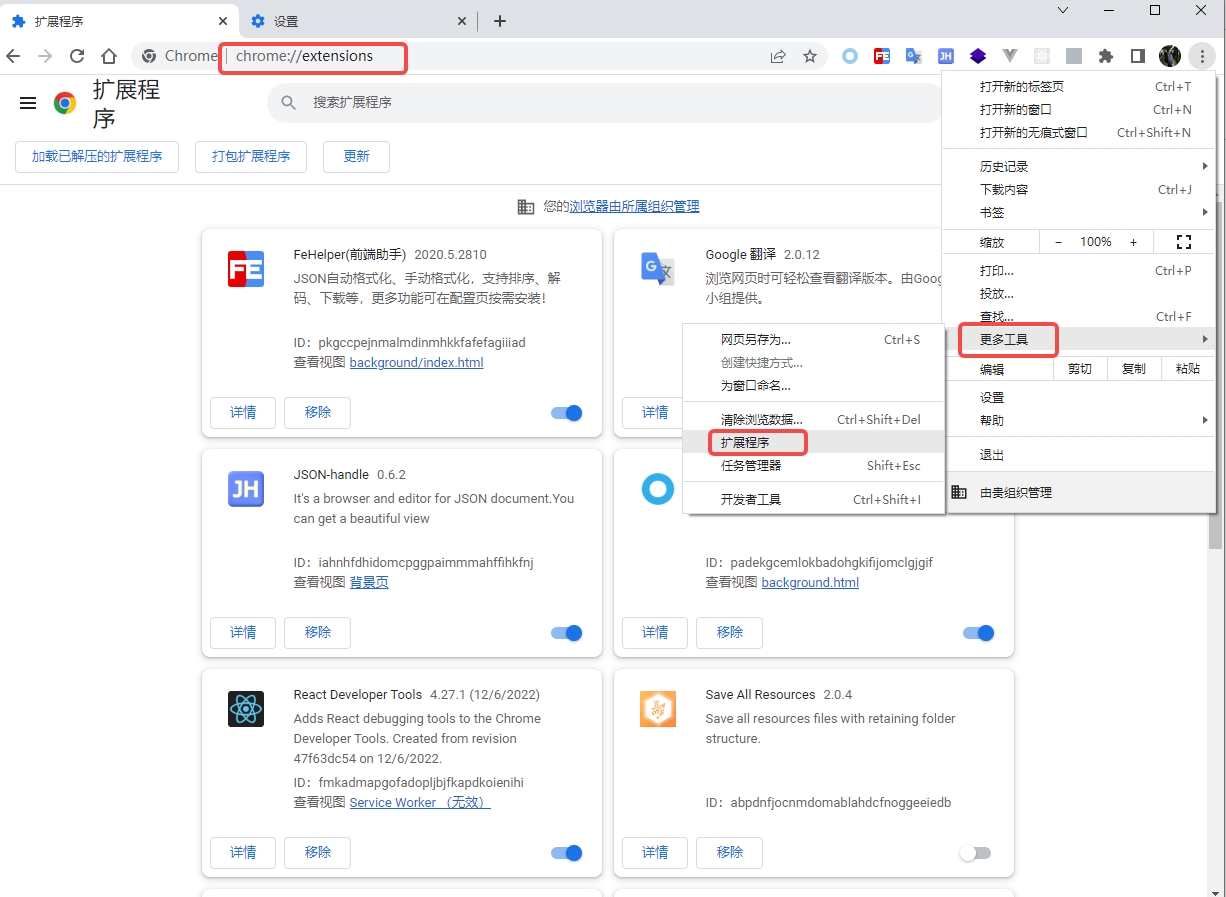 扩展程序
设置
Chrome | chrome://extensions
扩展程序
搜索扩展程序
加载已解压的扩展程序
打包扩展程序
更新
您的浏览器由所属组织管理
FE
FeHelper(前端助手) 2020.5.2810
JSON自动格式化、手动格式化，支持排序、解
码、下载等，更多功能可在配置页按需安装！
ID：pkgccpejnmalmdinmhkkfafefagiiiad
查看视图 background/index.html
详情
移除
Google 翻译 2.0.12
浏览网页时可轻松查看翻译版本。由Goog
小组提供。
详情
JH
JSON-handle 0.6.2
It's a browser and editor for JSON document.You
can get a beautiful view
ID：iahnhfdhidomcpggpaimmmahffihkfnj
查看视图 背景页
详情
移除
ID：padekgcemlokbadohgkifijomclgjgif
查看视图 background.html
详情
移除
React Developer Tools 4.27.1 (12/6/2022)
Adds React debugging tools to the Chrome
Developer Tools. Created from revision
47f63dc54 on 12/6/2022.
ID：fmkadmapgofadopljbjfkapdkoienihi
查看视图 Service Worker （无效）
详情
移除
Save All Resources 2.0.4
Save all resources files with retaining folder
structure.
ID：abpdnfjocnmdomablahdcfnoggeeiedb
详情
移除
打开新的标签页 Ctrl+T
打开新的窗口 Ctrl+N
打开新的无痕式窗口 Ctrl+Shift+N
历史记录
下载内容 Ctrl+J
书签
缩放 − 100% +
打印... Ctrl+P
投放...
查找... Ctrl+F
更多工具
编辑 剪切 复制 粘贴
设置
帮助
退出
由贵组织管理
网页另存为... Ctrl+S
创建快捷方式...
为窗口命名...
清除浏览数据... Ctrl+Shift+Del
扩展程序
任务管理器 Shift+Esc
开发者工具 Ctrl+Shift+I